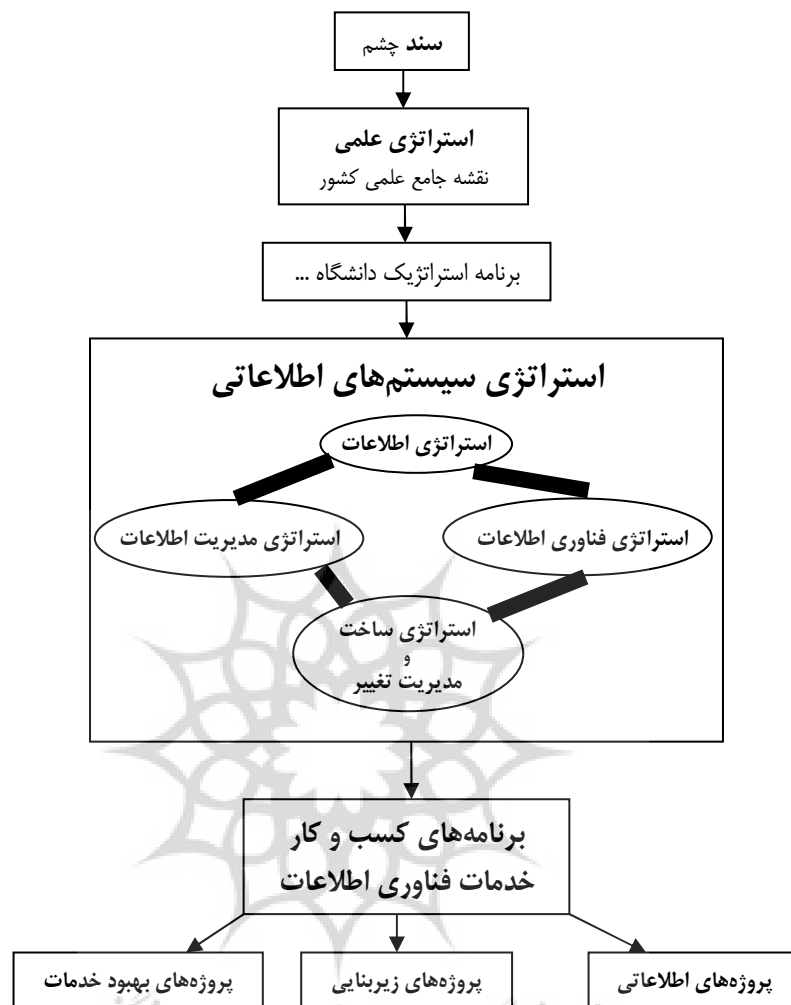 سند چشم
استراتژی علمی
نقشه جامع علمی کشور
برنامه استراتژیک دانشگاه ...
استراتژی سیستم‌های اطلاعاتی
استراتژی اطلاعات
استراتژی فناوری اطلاعات
استراتژی مدیریت اطلاعات
استراتژی ساخت
و
مدیریت تغییر
برنامه‌های کسب و کار
خدمات فناوری اطلاعات
پروژه‌های اطلاعاتی
پروژه‌های زیربنایی
پروژه‌های بهبود خدمات